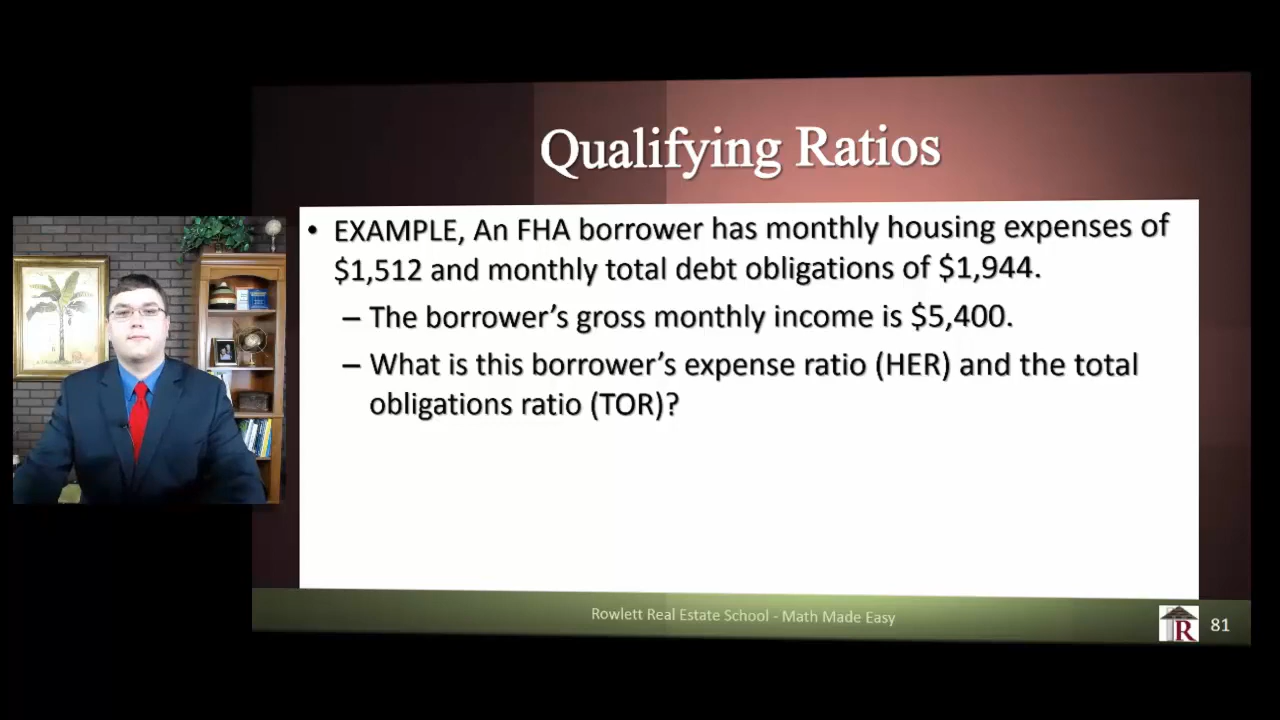 Qualifying Ratios
• EXAMPLE, An FHA borrower has monthly housing expenses of
$1,512 and monthly total debt obligations of $1,944.
– The borrower’s gross monthly income is $5,400.
– What is this borrower’s expense ratio (HER) and the total
obligations ratio (TOR)?
Rowlett Real Estate School - Math Made Easy
R
81